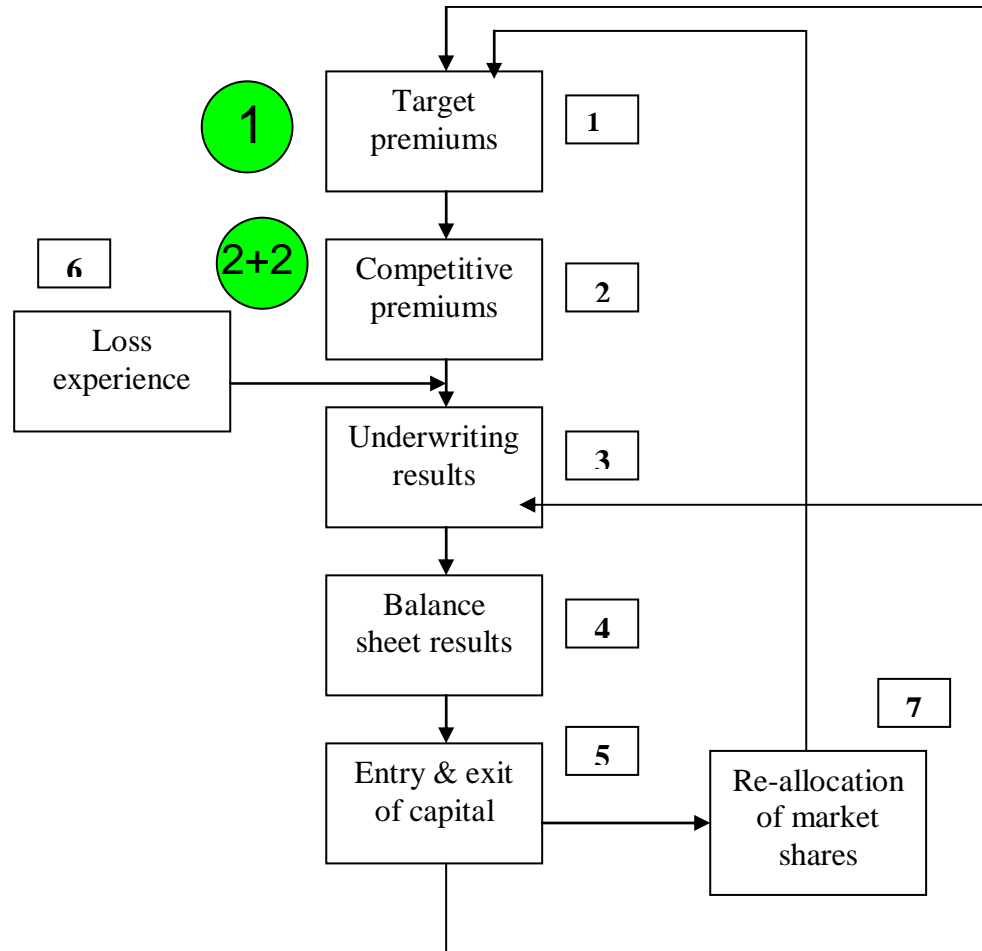 Target
premiums
1
1
Competitive
premiums
2+2
2
6
Loss
experience
Underwriting
results
3
Balance
sheet results
4
Entry & exit
of capital
5
7
Re-allocation
of market
shares